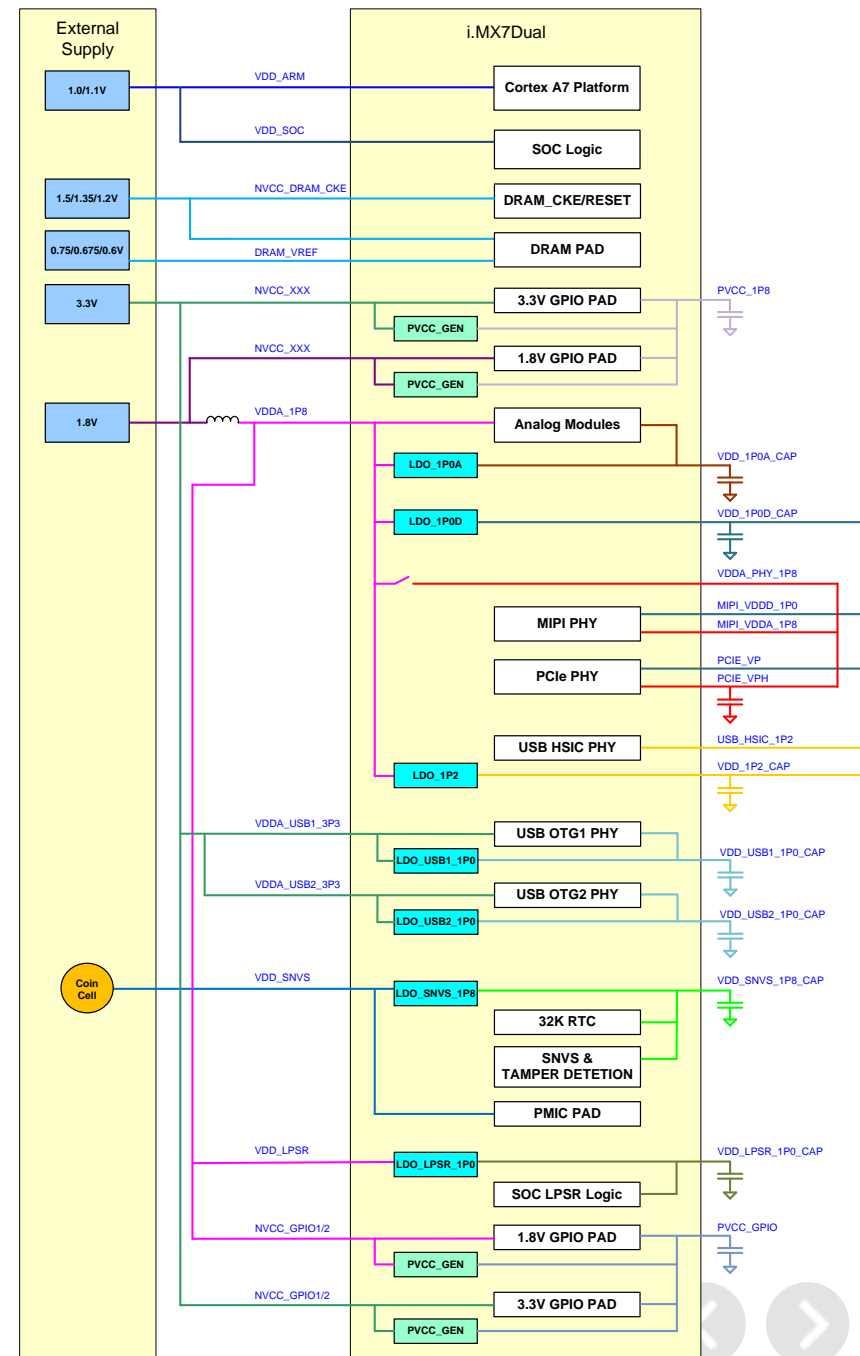 External
Supply
i.MX7Dual
1.0/1.1V
VDD_ARM
Cortex A7 Platform
VDD_SOC
SOC Logic
1.5/1.35/1.2V
NVCC_DRAM_CKE
DRAM_CKE/RESET
0.75/0.675/0.6V
DRAM_VREF
DRAM PAD
3.3V
NVCC_XXX
3.3V GPIO PAD
PVCC_1P8
PVCC_GEN
NVCC_XXX
1.8V GPIO PAD
PVCC_GEN
1.8V
VDDA_1P8
Analog Modules
LDO_1P0A
VDD_1P0A_CAP
LDO_1P0D
VDD_1P0D_CAP
VDDA_PHY_1P8
MIPI PHY
MIPI_VDDD_1P0
MIPI_VDDA_1P8
PCIe PHY
PCIE_VP
PCIE_VPH
USB HSIC PHY
USB_HSIC_1P2
LDO_1P2
VDD_1P2_CAP
VDDA_USB1_3P3
USB OTG1 PHY
LDO_USB1_1P0
VDD_USB1_1P0_CAP
VDDA_USB2_3P3
USB OTG2 PHY
LDO_USB2_1P0
VDD_USB2_1P0_CAP
Coin
Cell
VDD_SNVS
LDO_SNVS_1P8
VDD_SNVS_1P8_CAP
32K RTC
SNVS &
TAMPER DETETION
PMIC PAD
VDD_LPSR
LDO_LPSR_1P0
VDD_LPSR_1P0_CAP
SOC LPSR Logic
NVCC_GPIO1/2
1.8V GPIO PAD
PVCC_GPIO
PVCC_GEN
NVCC_GPIO1/2
3.3V GPIO PAD
PVCC_GEN